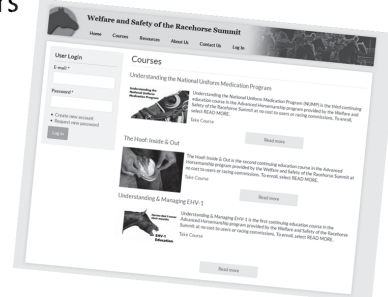 rs
Welfare and Safety of the Racehorse Summit
Home Courses Resources About Us Contact Us Log In
User Login
E-mail *
Password *
• Create new account
• Request new password
Log in
Courses
Understanding the National Uniform Medication Program
Understanding the
National Uniform
Medication Program
Understanding the National Uniform Medication Program (NUMP) is the third continuing
education course in the Advanced Horsemanship program provided by the Welfare and
Safety of the Racehorse Summit at no cost to users or racing commissions. To enroll,
select READ MORE.
Take Course
Read more
The Hoof: Inside & Out
The Hoof: Inside & Out is the second continuing education course in the Advanced
Horsemanship program provided by the Welfare and Safety of the Racehorse Summit at
no cost to users or racing commissions. To enroll, select READ MORE.
Take Course
Read more
Understanding & Managing EHV-1
EHV-1
Education
Understanding & Managing EHV-1 is the first continuing education course in the
Advanced Horsemanship program provided by the Welfare and Safety of the Racehorse
Summit at no cost to users or racing commissions. To enroll, select READ MORE.
Take Course
Read more